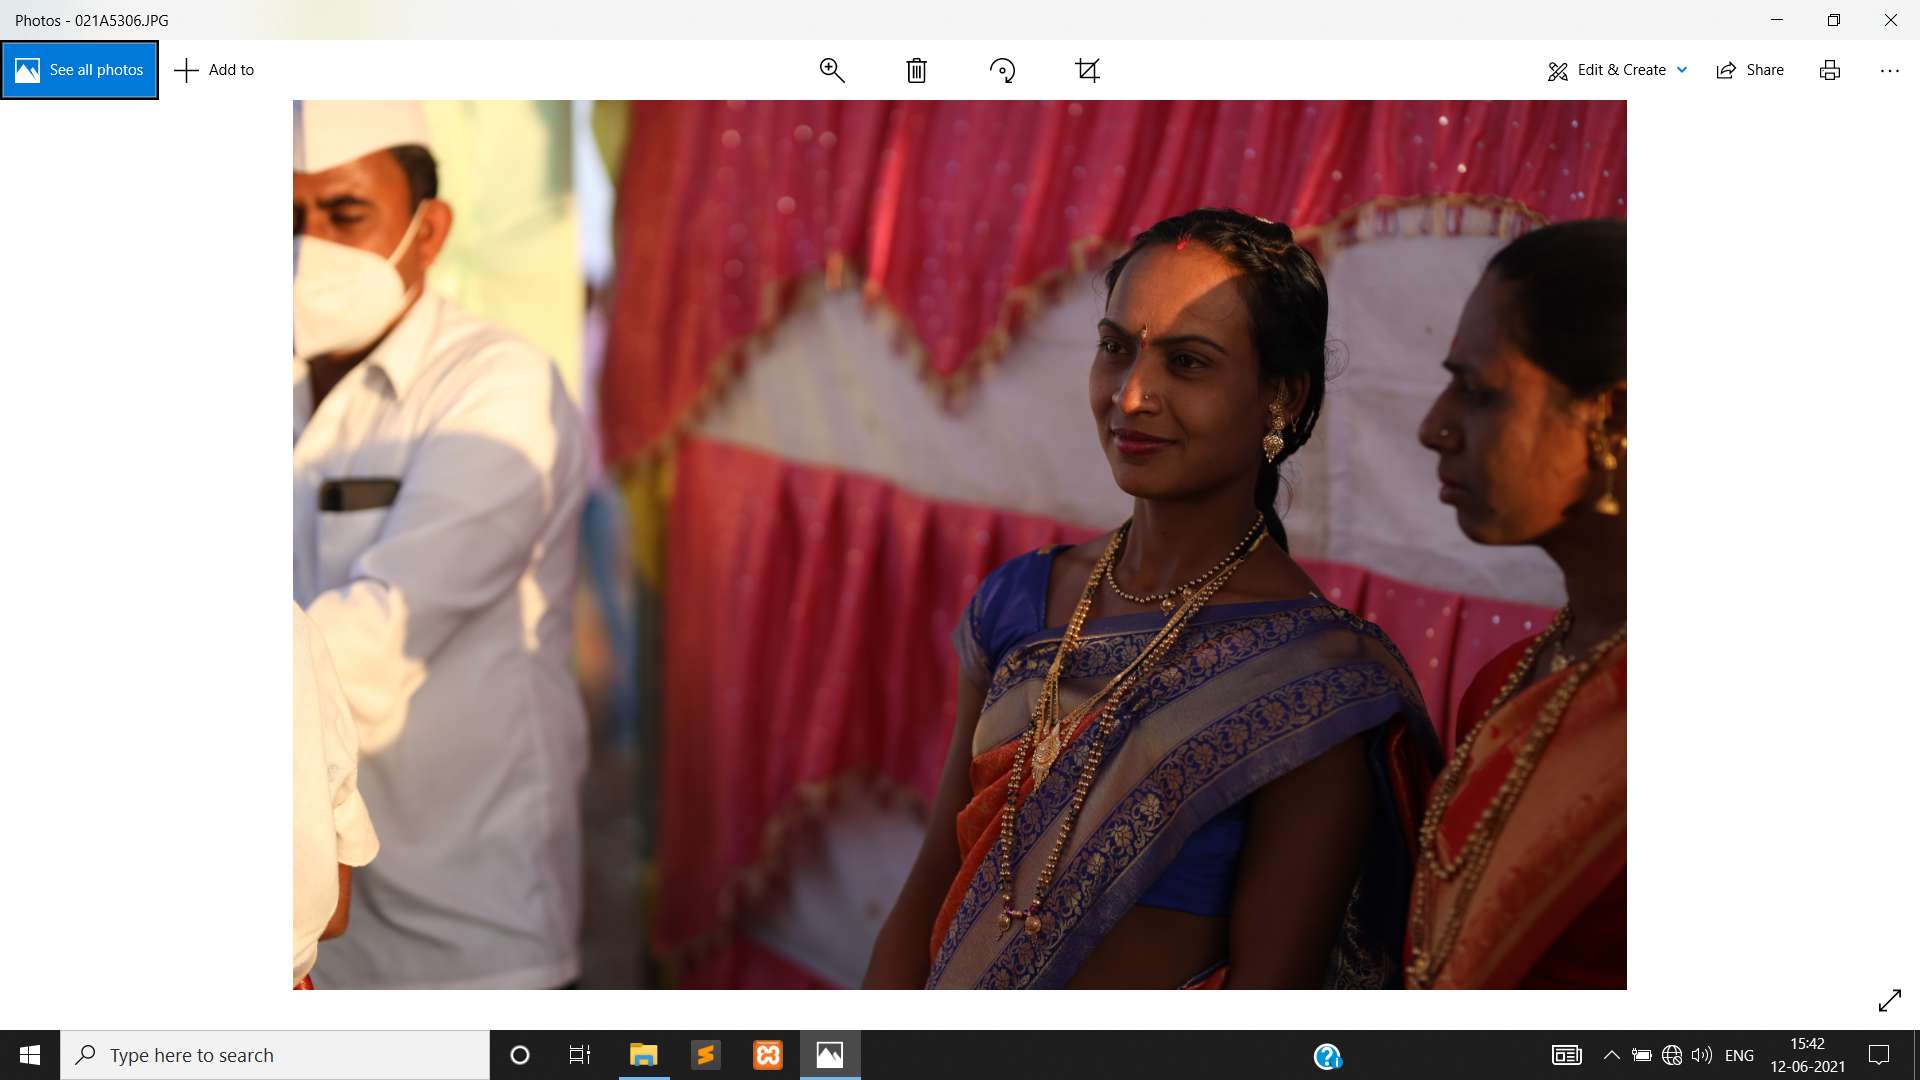 Photos - 021A5306.JPG
See all photos
Add to
Edit & Create
Share
Type here to search
ENG
15:42
12-06-2021